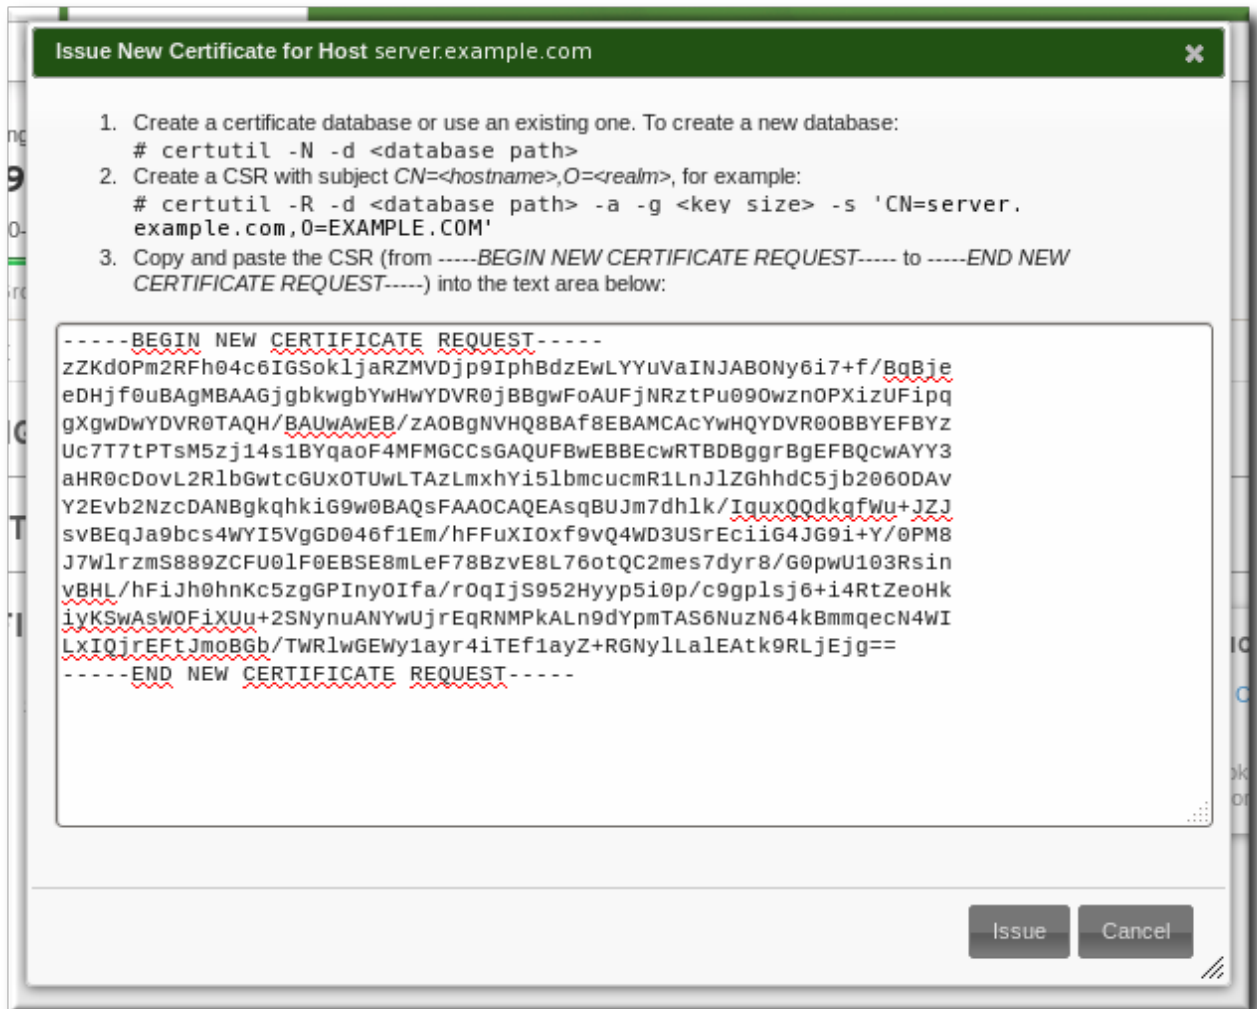 Issue New Certificate for Host server.example.com
1. Create a certificate database or use an existing one. To create a new database:
# certutil -N -d <database path>
2. Create a CSR with subject CN=<hostname>,O=<realm>, for example:
# certutil -R -d <database path> -a -g <key size> -s 'CN=server.
example.com,O=EXAMPLE.COM'
3. Copy and paste the CSR (from -----BEGIN NEW CERTIFICATE REQUEST----- to -----END NEW
CERTIFICATE REQUEST-----) into the text area below:
-----BEGIN NEW CERTIFICATE REQUEST-----
zZKdOPm2RFh04c6IGSokljaRZMVDjp9IphBdzEwLYYuVaINJABONy6i7+f/BqBje
eDHjf0uBAgMBAAGjgbkwgbYwHwYDVR0jBBgwFoAUFjNRztPu09OwznOPXizUFipq
gXgwDwYDVR0TAQH/BAUwAwEB/zAOBgNVHQ8BAf8EBAMCAcYwHQYDVR0OBBYEFBYz
Uc7T7tPTsM5zj14s1BYqaoF4MFMGCCsGAQUFBwEBBEcwRTBDBggrBgEFBQcwAYY3
aHR0cDovL2RlbGwtcGUxOTUwLTAzLmxhYi5lbmcucmR1LnJlZGhhdC5jb206ODAv
Y2Evb2NzcDANBgkqhkiG9w0BAQsFAAOCAQEAsqBUJm7dhlk/IquxQQdkqfWu+JZJ
svBEqJa9bcs4WYI5VgGD046f1Em/hFFuXIOxf9vQ4WD3USrEciiG4JG9i+Y/0PM8
J7WlrzmS889ZCFU0lF0EBSE8mLeF78BzvE8L76otQC2mes7dyr8/G0pwU103Rsin
vBHL/hFiJh0hnKc5zgGPInyOIfa/rOqIjS952Hyyp5i0p/c9gplsj6+i4RtZeoHk
iyKSwAsWOFiXUu+2SNynuANYwUjrEqRNMPkALn9dYpmTAS6NuzN64kBmmqecN4WI
LxIQjrEFtJmoBGb/TWRlwGEWy1ayr4iTEf1ayZ+RGNylLalEAtk9RLjEjg==
-----END NEW CERTIFICATE REQUEST-----
Issue Cancel